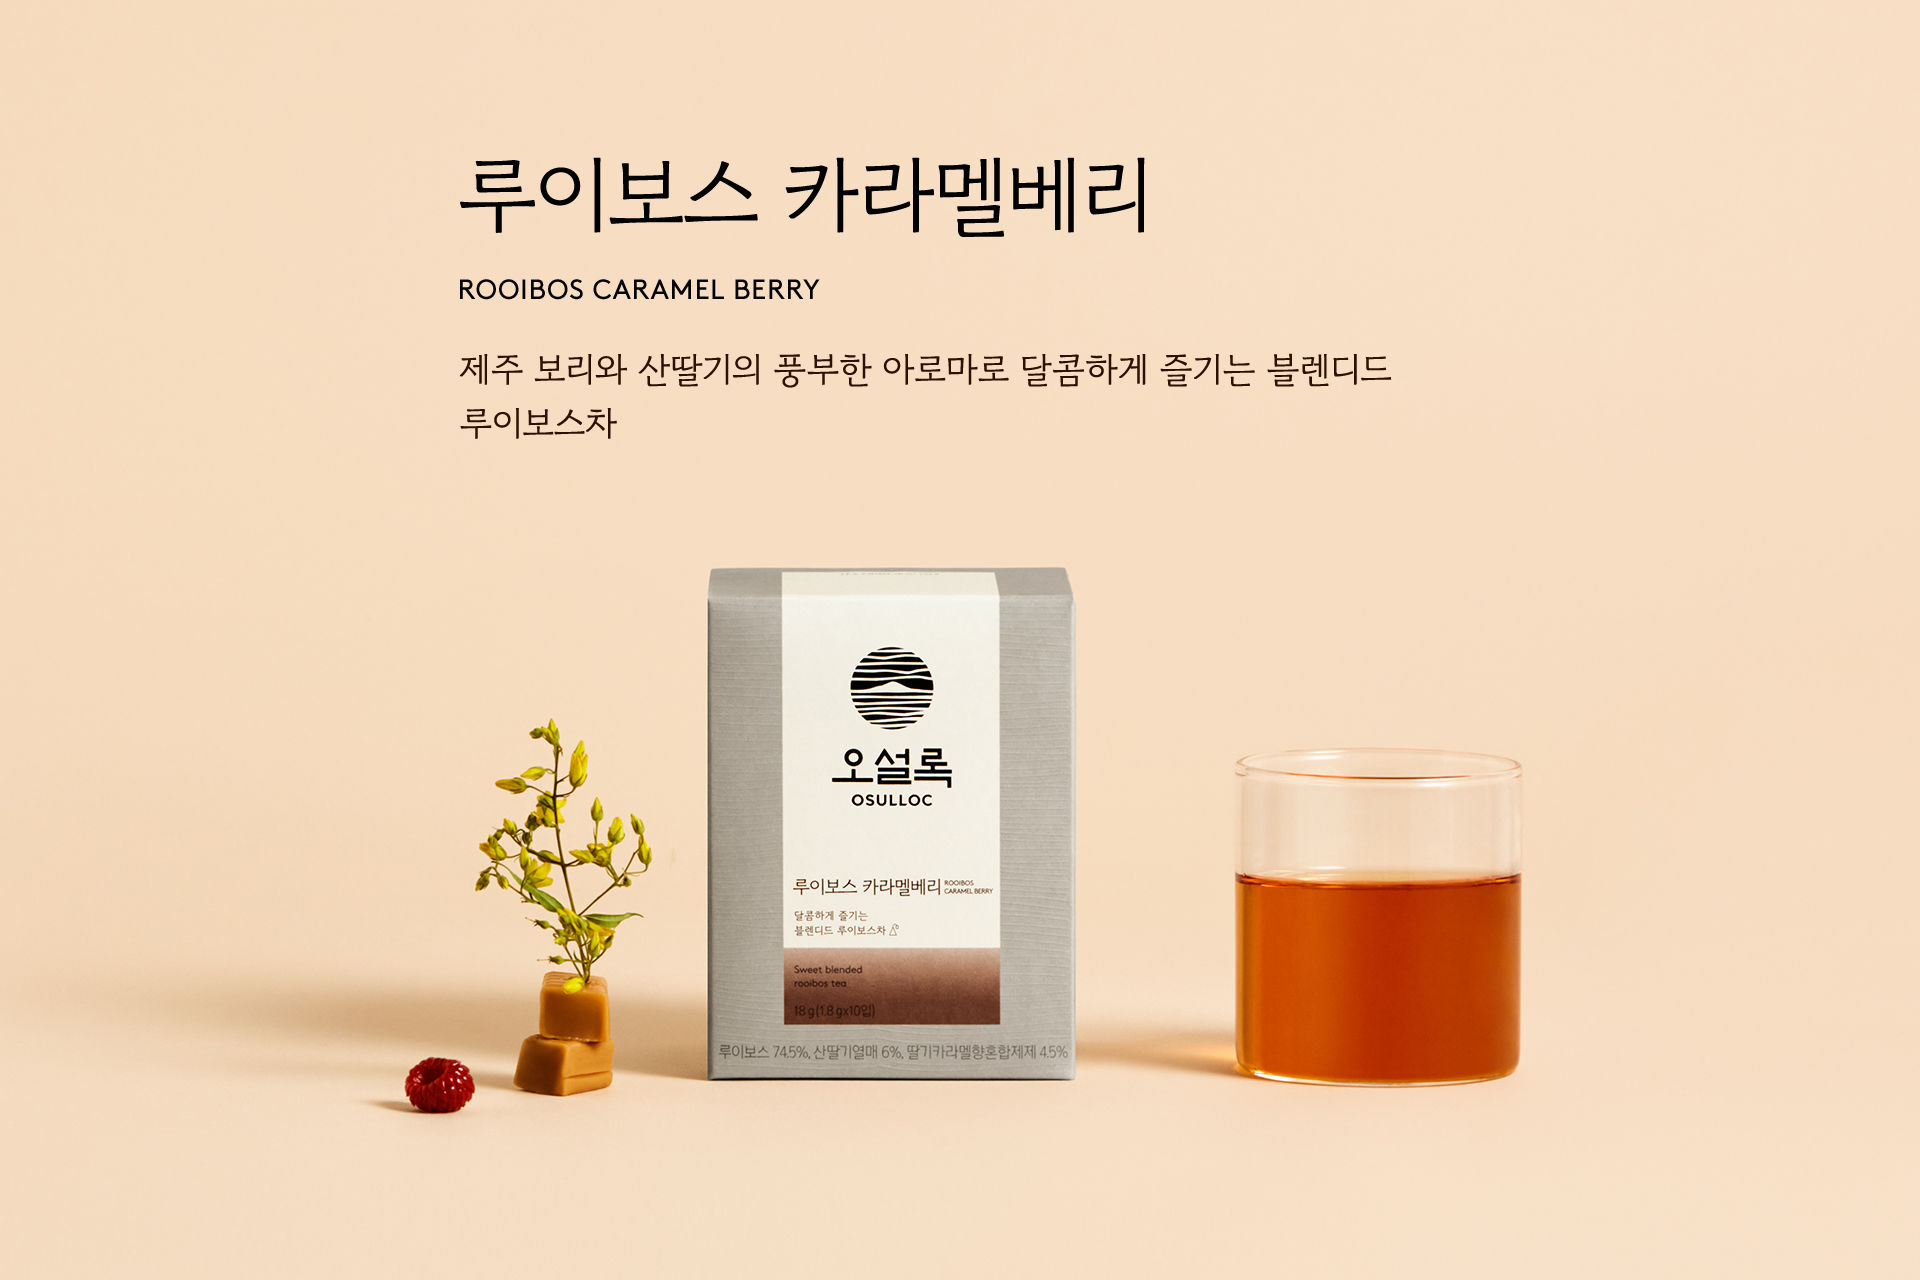 루이보스 카라멜베리
ROOIBOS CARAMEL BERRY
제주 보리와 산딸기의 풍부한 아로마로 달콤하게 즐기는 블렌디드
루이보스차
오설록
OSULLOC
루이보스 카라멜베리
ROOIBOS
CARAMEL BERRY
달콤하게 즐기는
블렌디드 루이보스차
Sweet blended
rooibos tea
18g(1.8gx10입)
루이보스 74.5%, 산딸기열매 6%, 딸기카라멜향혼합제제 4.5%